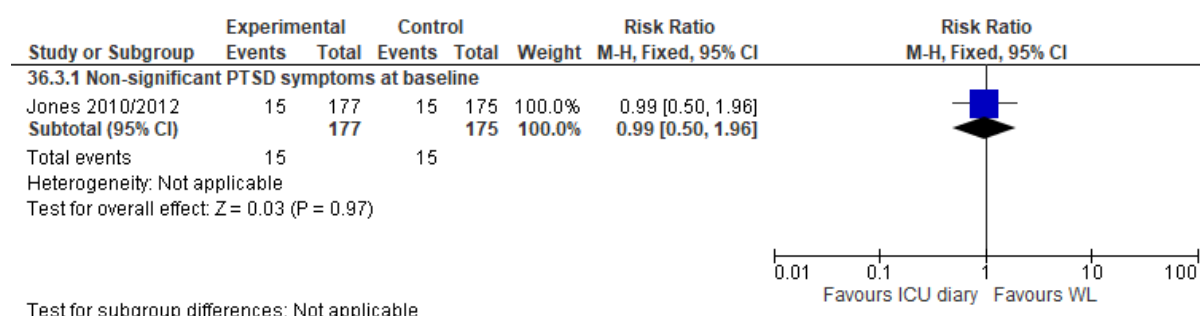 Experimental Control Risk Ratio Risk Ratio
Study or Subgroup Events Total Events Total Weight M-H, Fixed, 95% CI M-H, Fixed, 95% CI
36.3.1 Non-significant PTSD symptoms at baseline
Jones 2010/2012 15 177 15 175 100.0% 0.99 [0.50, 1.96]
Subtotal (95% CI) 177 175 100.0% 0.99 [0.50, 1.96]
Total events 15 15
Heterogeneity: Not applicable
Test for overall effect: Z = 0.03 (P = 0.97)
0.01 0.1 1 10 100
Favours ICU diary Favours WL
Test for subgroup differences: Not applicable